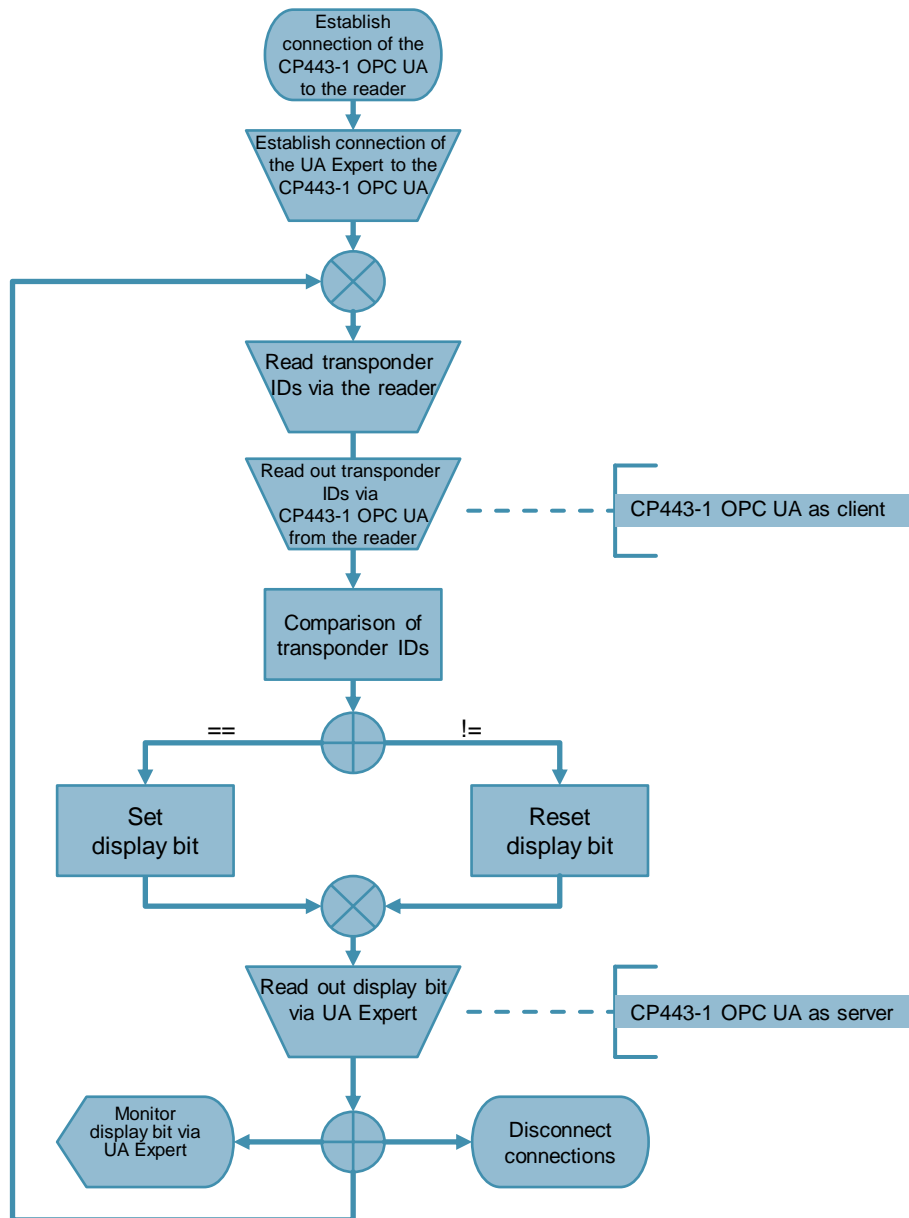 Establish
connection of the
CP443-1 OPC UA
to the reader
Establish connection of
the UA Expert to the
CP443-1 OPC UA
Read transponder
IDs via the reader
Read out transponder
IDs via
CP443-1 OPC UA
from the reader
CP443-1 OPC UA as client
Comparison of
transponder IDs
==
!=
Set
display bit
Reset
display bit
Read out display bit
via UA Expert
CP443-1 OPC UA as server
Monitor
display bit via
UA Expert
Disconnect
connections